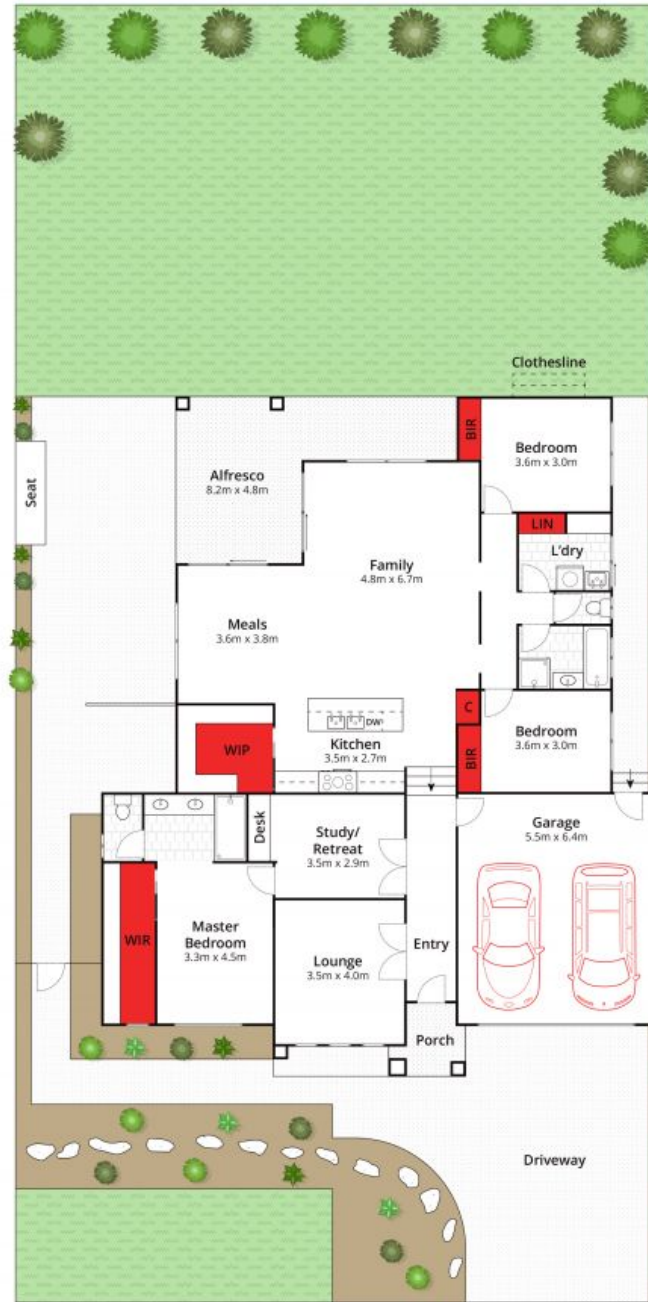 Clothesline
BIR
Bedroom
3.6m x 3.0m
Seat
Alfresco
8.2m x 4.8m
LIN
L'dry
Family
4.8m x 6.7m
Meals
3.6m x 3.8m
C
DW
WIP
Kitchen
3.5m x 2.7m
BIR
Bedroom
3.6m x 3.0m
Desk
Study/
Retreat
3.5m x 2.9m
Garage
5.5m x 6.4m
WIR
Master
Bedroom
3.3m x 4.5m
Lounge
3.5m x 4.0m
Entry
Porch
Driveway